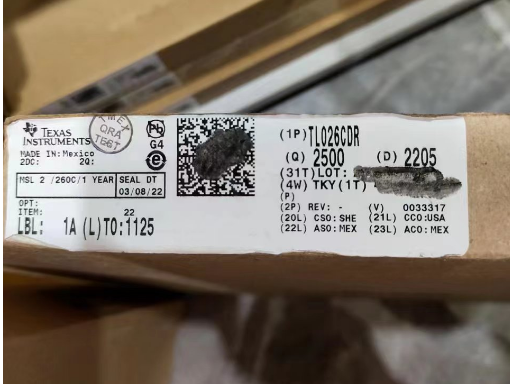 TEXAS
INSTRUMENTS
MADE IN: Mexico
2DC: 2Q:
MSL 2 /260C/1 YEAR SEAL DT
03/08/22
OPT:
ITEM: 22
LBL: 1A (L)TO:1125
QRA
TEST
Pb
G4
e
(1P)TL026CDR
(Q) 2500 (D) 2205
(31T)LOT:
(4W) TKY(1T)
(P)
(2P) REV: - (V) 0033317
(20L) CSO:SHE (21L) CCO:USA
(22L) ASO:MEX (23L) ACO:MEX